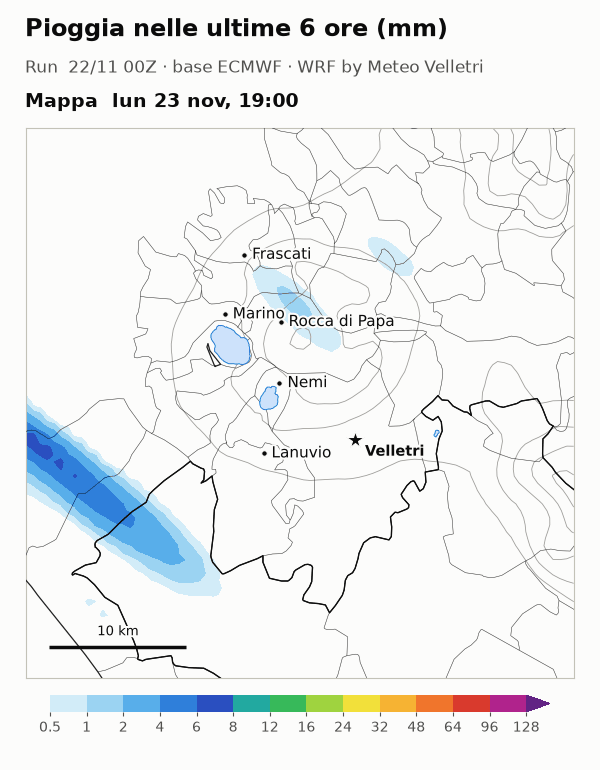 Pioggia nelle ultime 6 ore (mm)
Run  22/11 00Z · base ECMWF · WRF by Meteo Velletri
Mappa  lun 23 nov, 19:00
Frascati
Marino
Rocca di Papa
Nemi
Velletri
Lanuvio
10 km
0.5 1 2 4 6 8 12 16 24 32 48 64 96 128